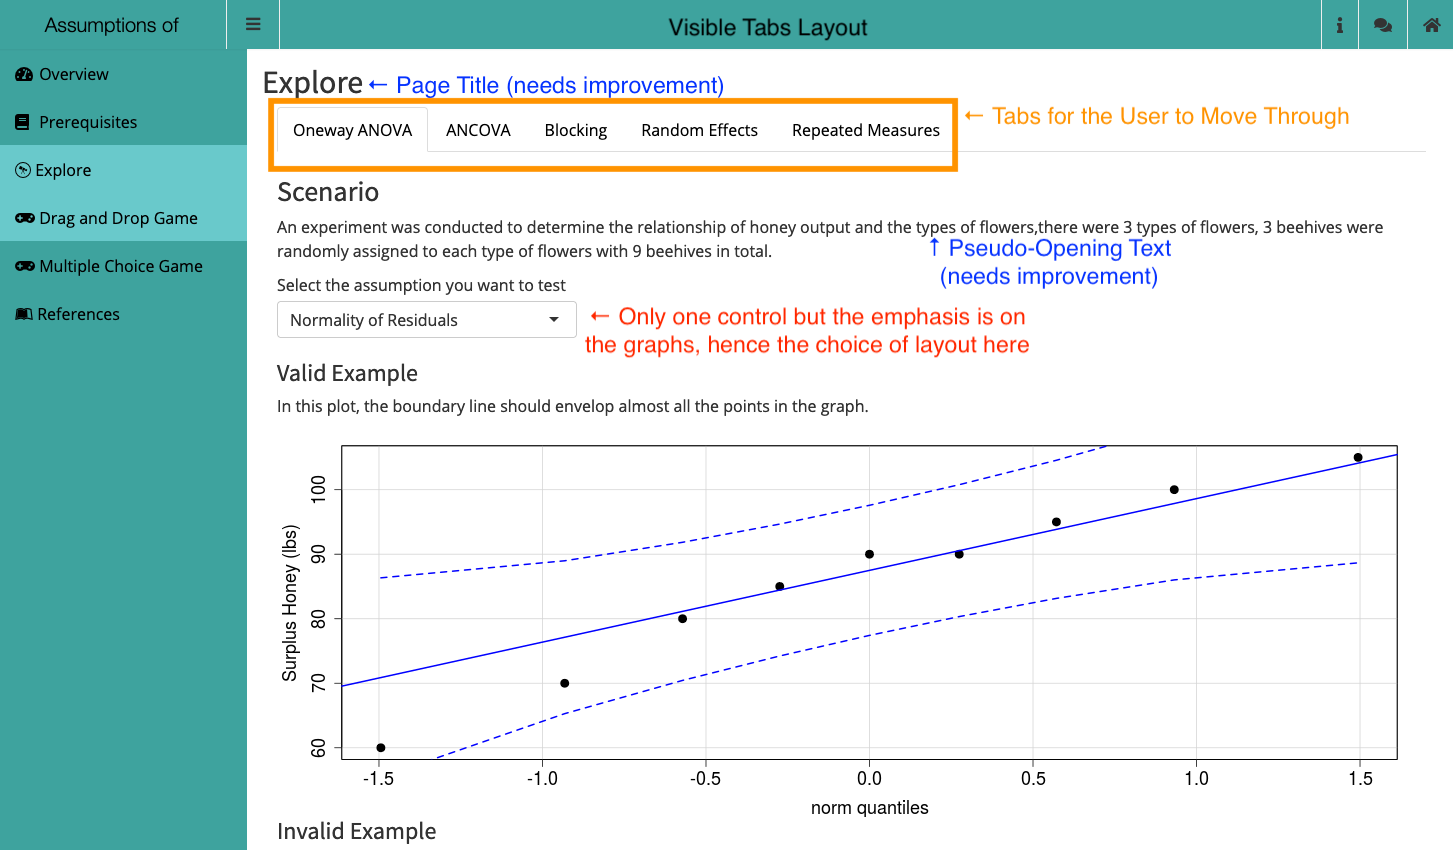 Assumptions of
Visible Tabs Layout
Overview
Prerequisites
Explore
Drag and Drop Game
Multiple Choice Game
References
Explore ← Page Title (needs improvement)
Oneway ANOVA ANCOVA Blocking Random Effects Repeated Measures
← Tabs for the User to Move Through
Scenario
An experiment was conducted to determine the relationship of honey output and the types of flowers,there were 3 types of flowers, 3 beehives were
randomly assigned to each type of flowers with 9 beehives in total.
↑ Pseudo-Opening Text
(needs improvement)
Select the assumption you want to test
Normality of Residuals
← Only one control but the emphasis is on
the graphs, hence the choice of layout here
Valid Example
In this plot, the boundary line should envelop almost all the points in the graph.
Surplus Honey (lbs)
100
90
80
70
60
-1.5 -1.0 -0.5 0.0 0.5 1.0 1.5
norm quantiles
Invalid Example